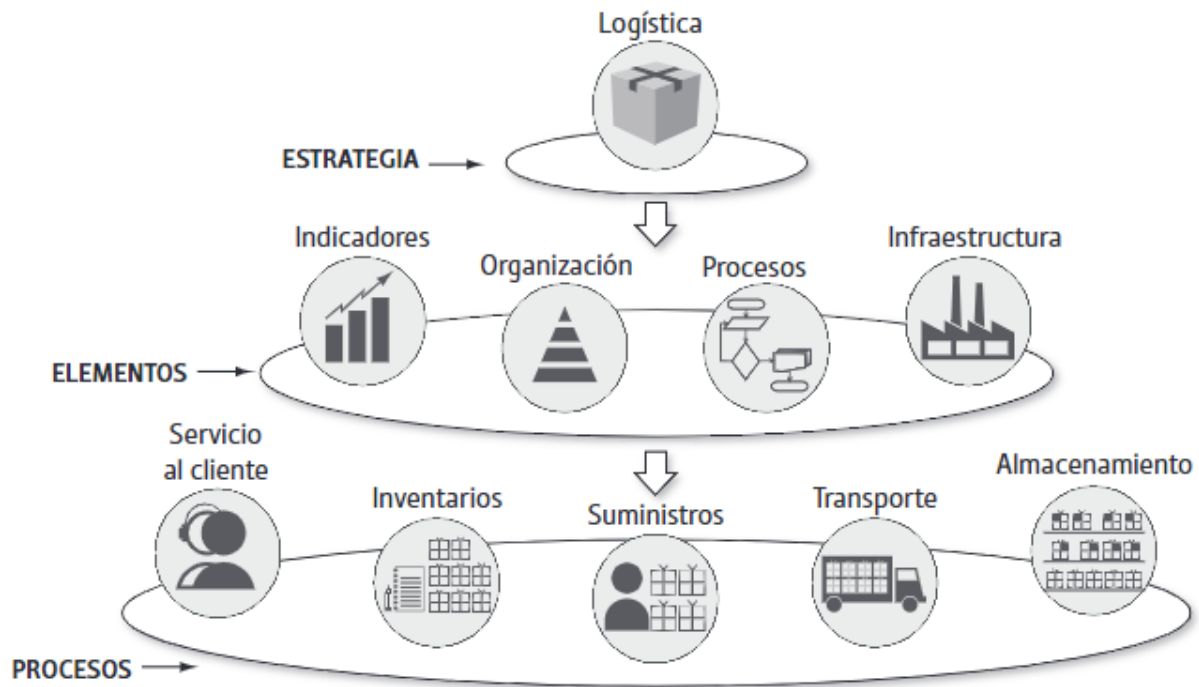 Logística
ESTRATEGIA
Indicadores
Organización
Procesos
Infraestructura
ELEMENTOS
Servicio
al cliente
Inventarios
Suministros
Transporte
Almacenamiento
PROCESOS